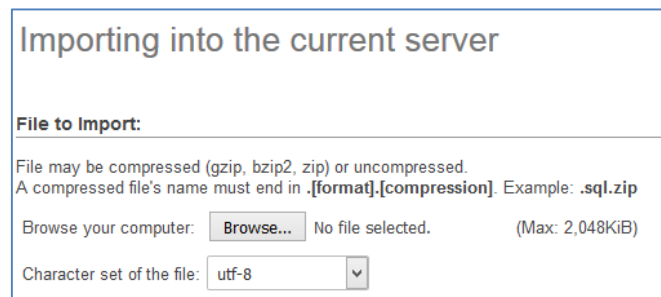 Importing into the current server
File to Import:
File may be compressed (gzip, bzip2, zip) or uncompressed.
A compressed file's name must end in .[format].[compression]. Example: .sql.zip
Browse your computer: Browse... No file selected. (Max: 2,048KiB)
Character set of the file: utf-8